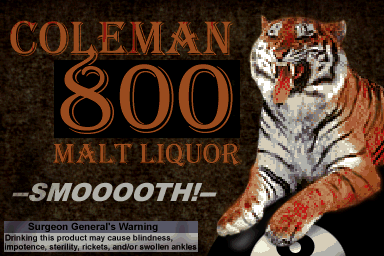 COLEMAN
800
MALT LIQUOR
--SMOOOOTH!--
Surgeon General's Warning
Drinking this product may cause blindness,
impotence, sterility, rickets, and/or swollen ankles